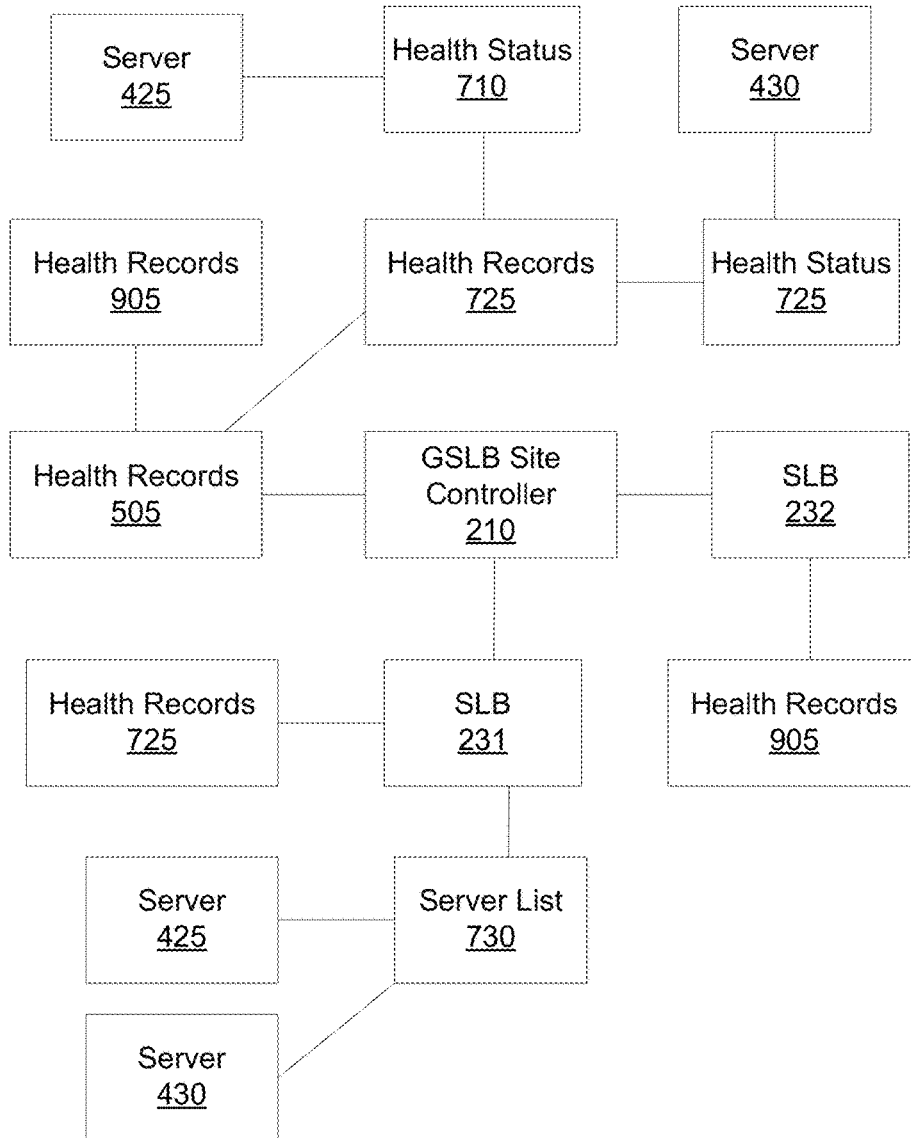 Server
425
Health Status
710
Server
430
Health Records
905
Health Records
725
Health Status
725
Health Records
505
GSLB Site
Controller
210
SLB
232
Health Records
725
SLB
231
Health Records
905
Server
425
Server List
730
Server
430